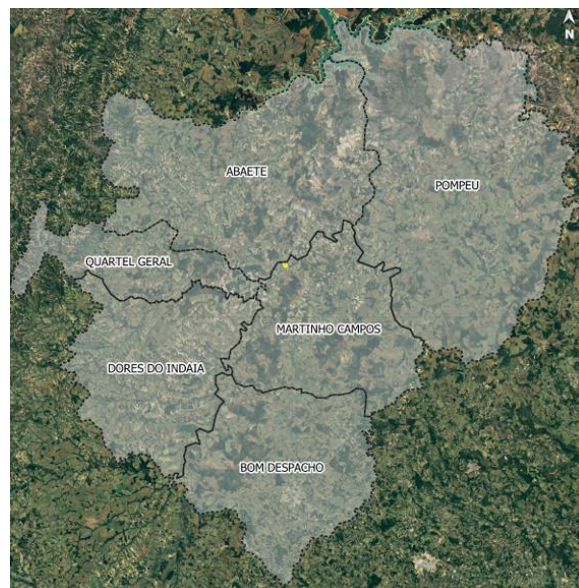 N
ABAETE
POMPEU
QUARTEL GERAL
MARTINHO CAMPOS
DORES DO INDAIA
BOM DESPACHO